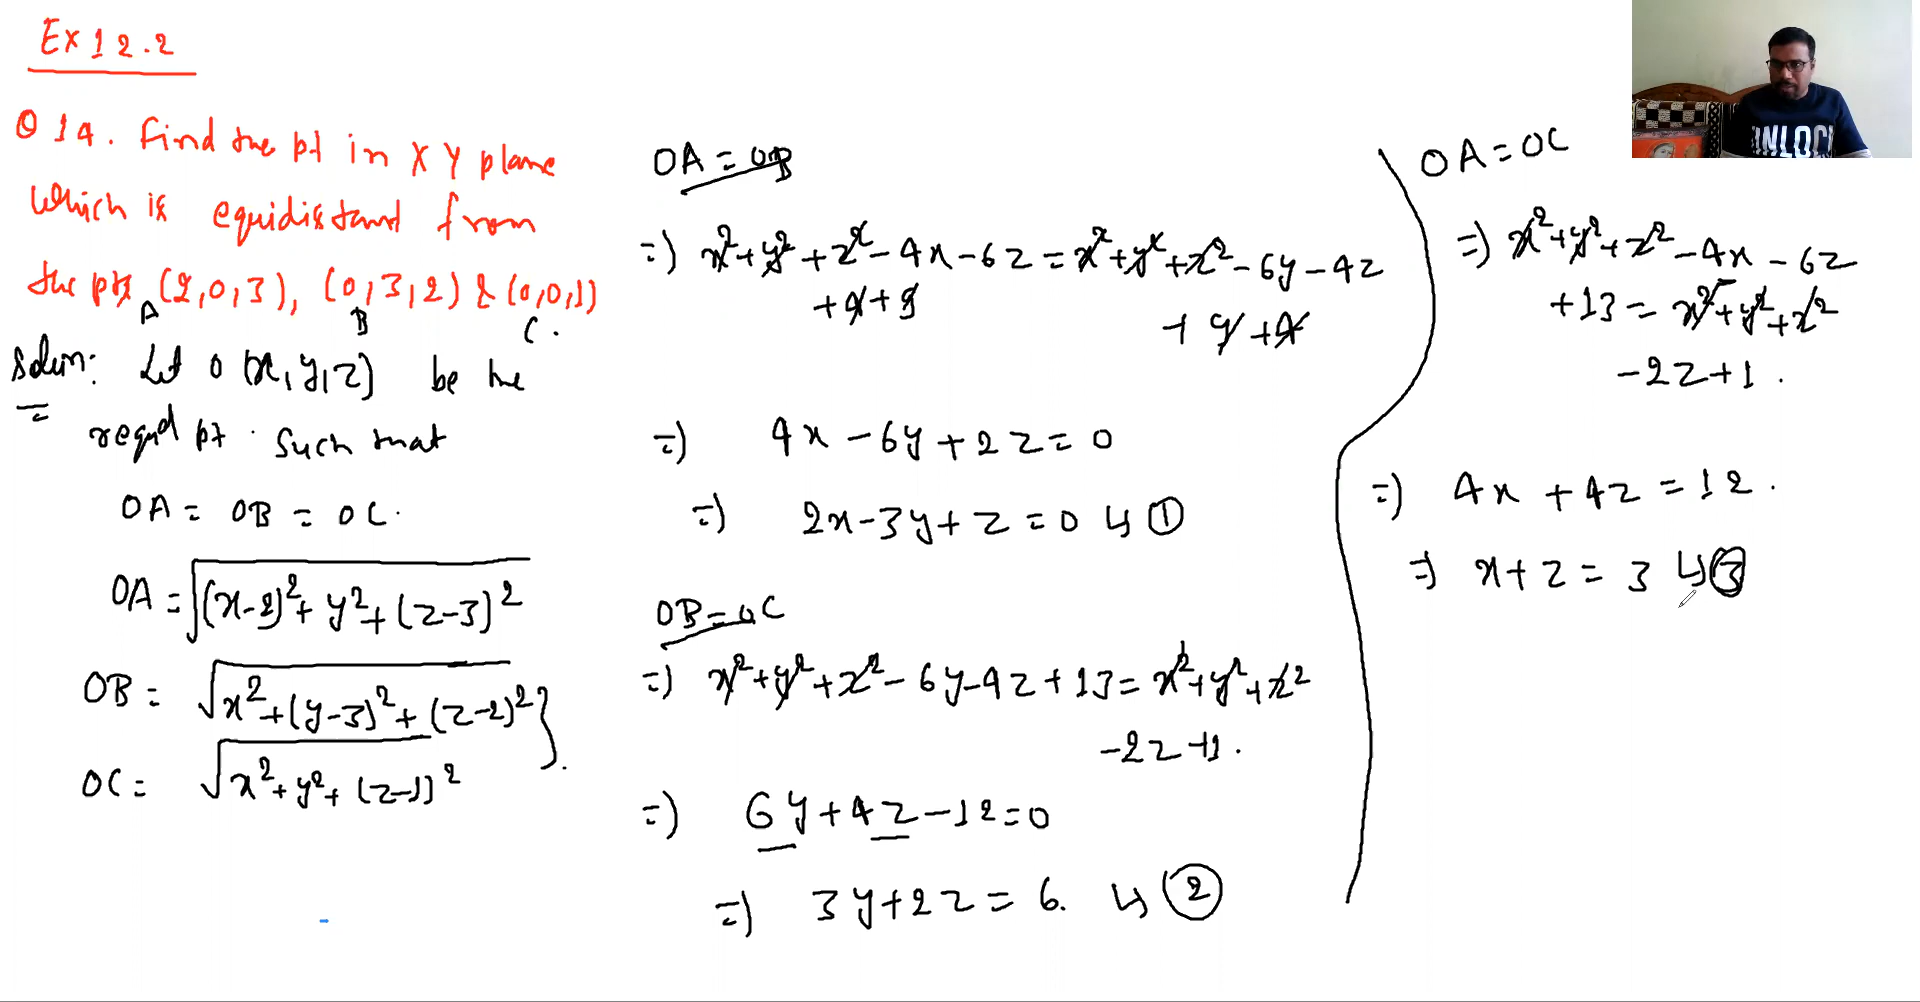 Ex 12.2
Q 14. Find the pt in XY plane
which is equidistant from
the pts (2,0,3), (0,3,2) & (0,0,1)
A B C.
Soln: Let O (x,y,z) be the
reqd pt. Such that
OA = OB = OC.
OA = √(x-2)²+y²+(z-3)²
OB = √x²+(y-3)²+(z-2)² }.
OC = √x²+y²+(z-1)²
OA = OB
=) x²+y²+z²-4x-6z = x²+y²+z²-6y-4z
+4+9
+9+4
=) 4x-6y+2z=0
=) 2x-3y+z=0 ↳ ①
OB = OC
=) x²+y²+z²-6y-4z+13 = x²+y²+z²
-2z+1.
=) 6y+4z-12=0
=) 3y+2z=6. ↳ ②
OA = OC
=) x²+y²+z²-4x-6z
+13 = x²+y²+z²
-2z+1.
=) 4x+4z=12.
=) x+z=3 ↳ ③
UNLOC